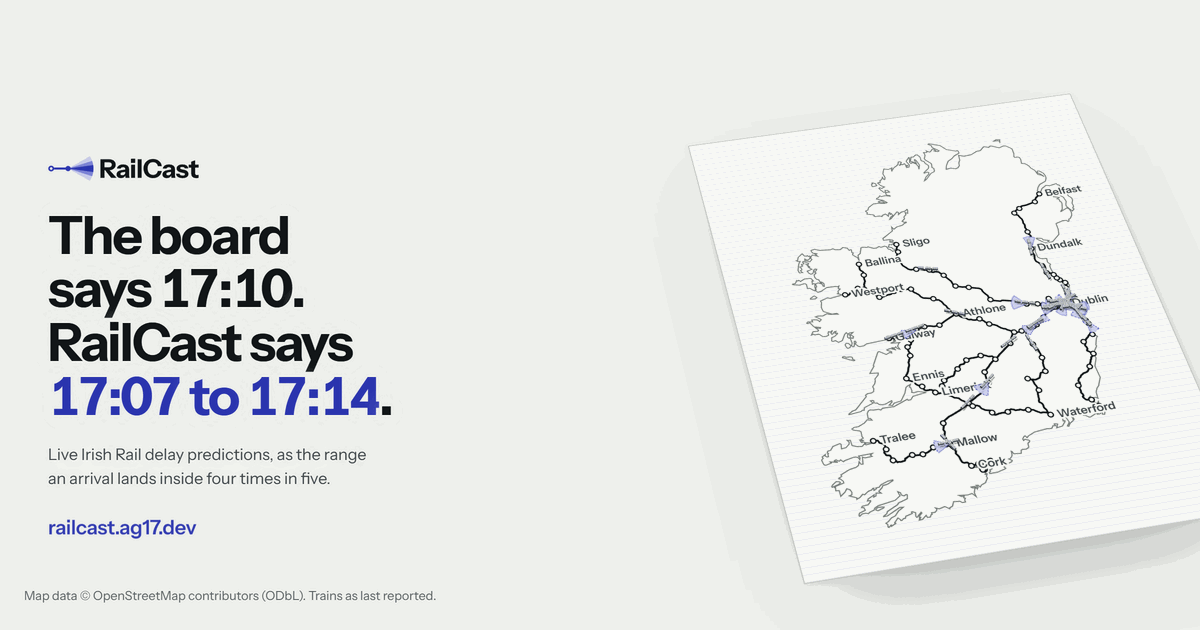 RailCast
The board
says 17:10.
RailCast says
17:07 to 17:14.
Live Irish Rail delay predictions, as the range
an arrival lands inside four times in five.
railcast.ag17.dev
Map data © OpenStreetMap contributors (ODbL). Trains as last reported.
Belfast
Sligo
Dundalk
Ballina
Westport
Dublin
Athlone
Galway
Ennis
Limerick
Waterford
Tralee
Mallow
Cork